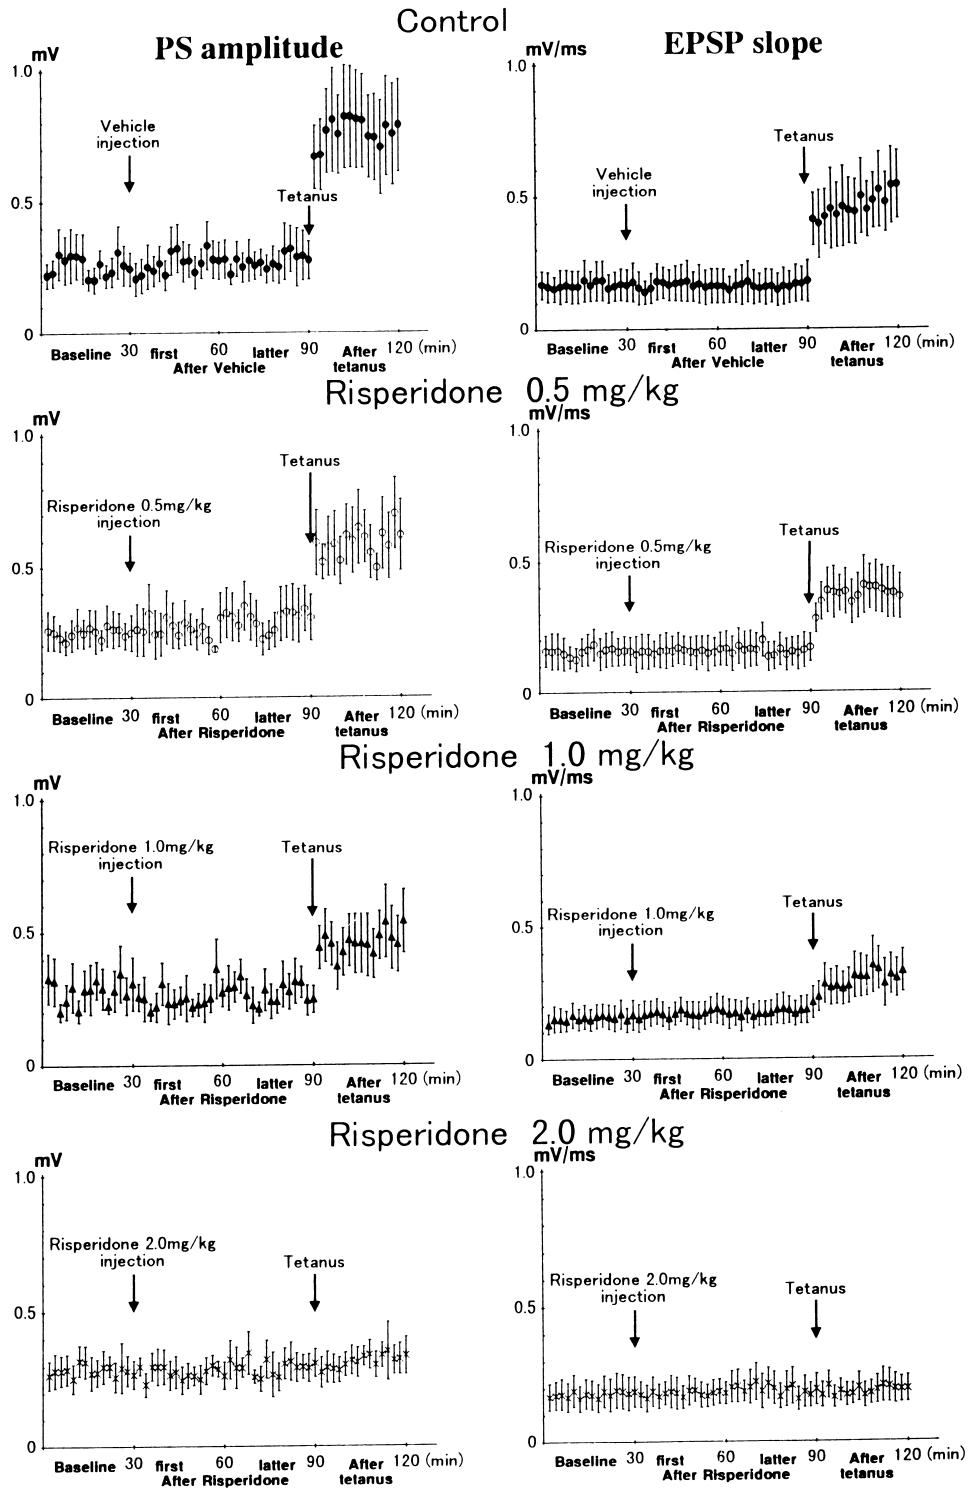 Control
PS amplitude
EPSP slope
mV
1.0
0.5
0
Vehicle
injection
Tetanus
30 60 90 120 (min)
Baseline first latter After
After Vehicle tetanus
mV/ms
1.0
0.5
0
Vehicle
injection
Tetanus
30 60 90 120 (min)
Baseline first latter After
After Vehicle tetanus
Risperidone 0.5 mg/kg
mV
1.0
0.5
0
Risperidone 0.5mg/kg
injection
Tetanus
30 60 90 120 (min)
Baseline first latter After
After Risperidone tetanus
mV/ms
1.0
0.5
0
Risperidone 0.5mg/kg
injection
Tetanus
30 60 90 120 (min)
Baseline first latter After
After Risperidone tetanus
Risperidone 1.0 mg/kg
mV
1.0
0.5
0
Risperidone 1.0mg/kg
injection
Tetanus
30 60 90 120 (min)
Baseline first latter After
After Risperidone tetanus
mV/ms
1.0
0.5
0
Risperidone 1.0mg/kg
injection
Tetanus
30 60 90 120 (min)
Baseline first latter After
After Risperidone tetanus
Risperidone 2.0 mg/kg
mV
1.0
0.5
0
Risperidone 2.0mg/kg
injection
Tetanus
30 60 90 120 (min)
Baseline first latter After
After Risperidone tetanus
mV/ms
1.0
0.5
0
Risperidone 2.0mg/kg
injection
Tetanus
30 60 90 120 (min)
Baseline first latter After
After Risperidone tetanus